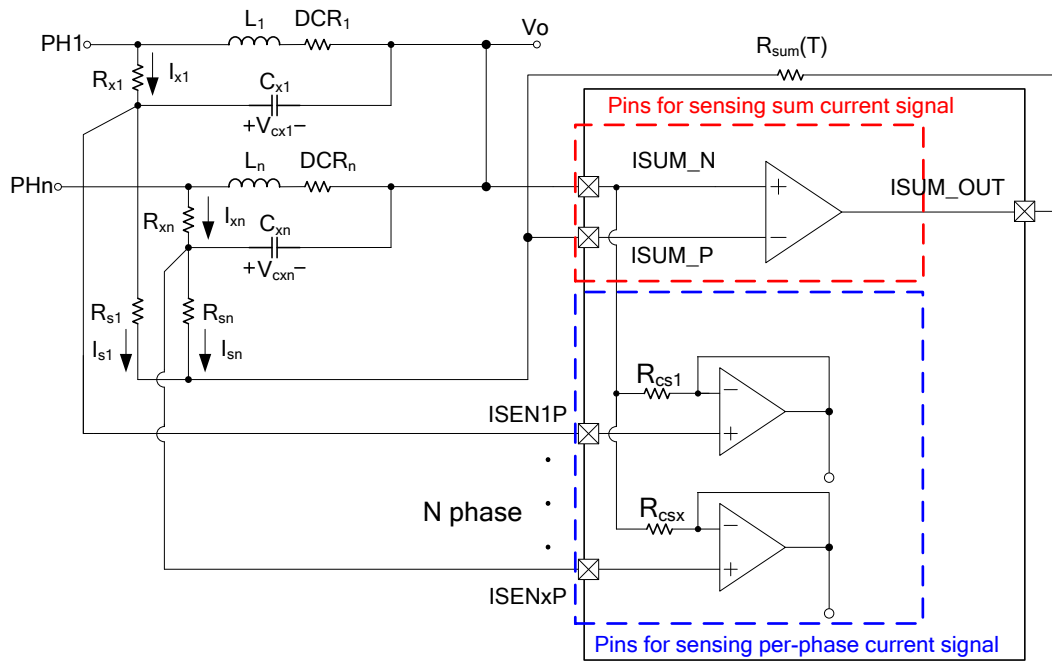 L₁ DCR₁
PH1
Vo
Rₓ₁ Iₓ₁
Cₓ₁
+V꜀ₓ₁−
Rsum(T)
Pins for sensing sum current signal
Lₙ DCRₙ
PHn
ISUM_N
+
ISUM_OUT
Rxn Ixn
Cxn
+Vcxn−
−
ISUM_P
Rs1 Rsn
Is1 Isn
Rcs1
−
ISEN1P
+
N phase
Rcsx
−
+
ISENxP
Pins for sensing per-phase current signal